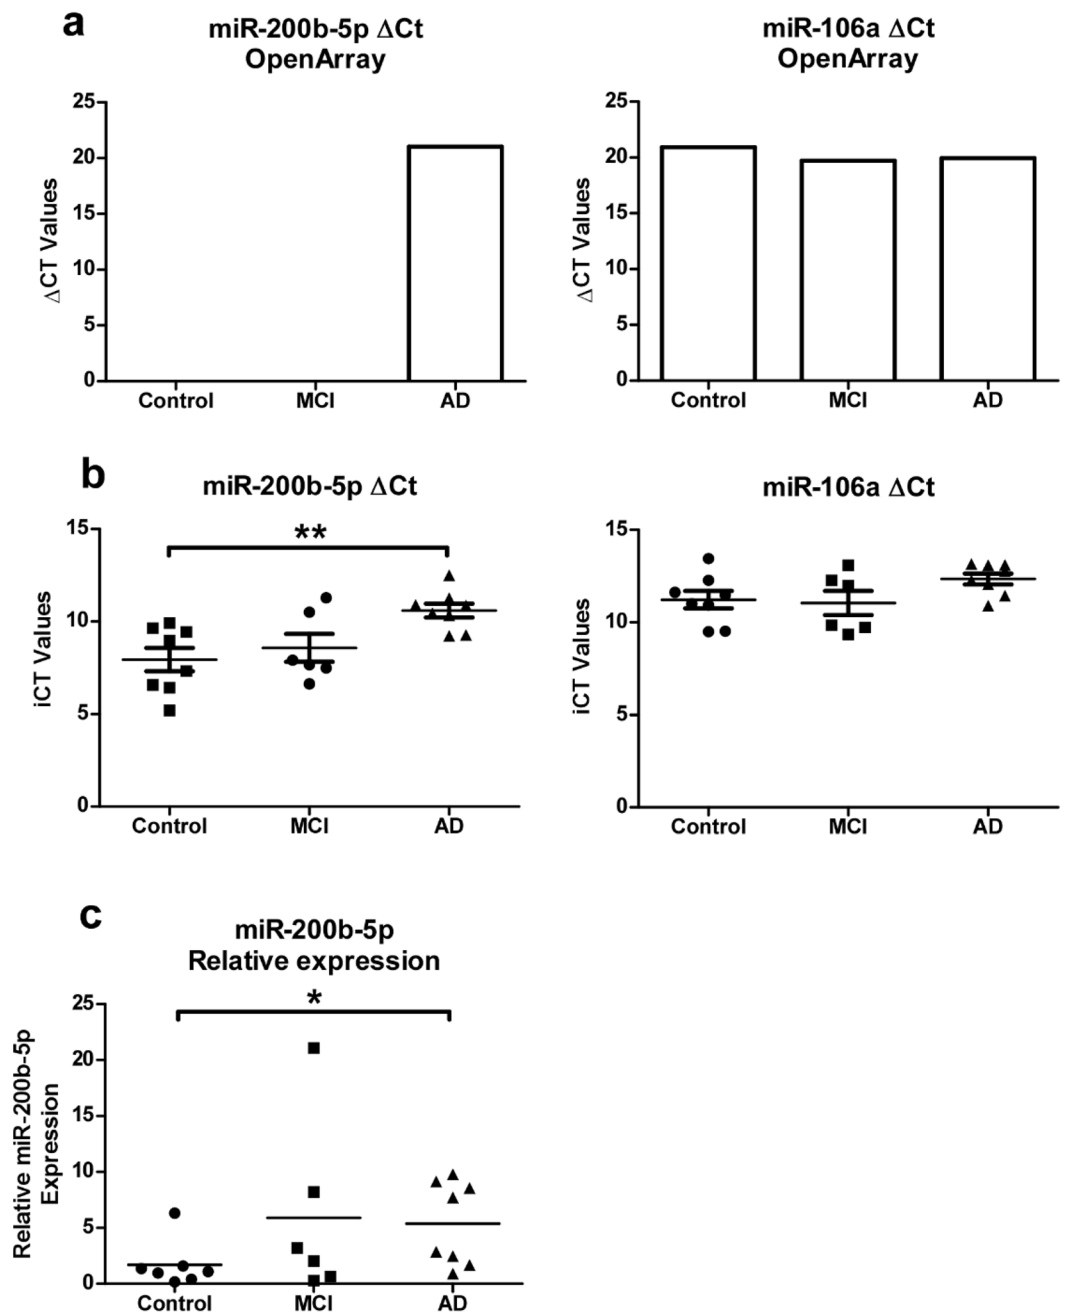 a
miR-200b-5p ΔCt
OpenArray
ΔCT Values
25
20
15
10
5
0
Control MCI AD
miR-106a ΔCt
OpenArray
ΔCT Values
25
20
15
10
5
0
Control MCI AD
b
miR-200b-5p ΔCt
iCT Values
15
10
5
0
**
Control MCI AD
miR-106a ΔCt
iCT Values
15
10
5
0
Control MCI AD
c
miR-200b-5p
Relative expression
Relative miR-200b-5p
Expression
25
20
15
10
5
0
*
Control MCI AD